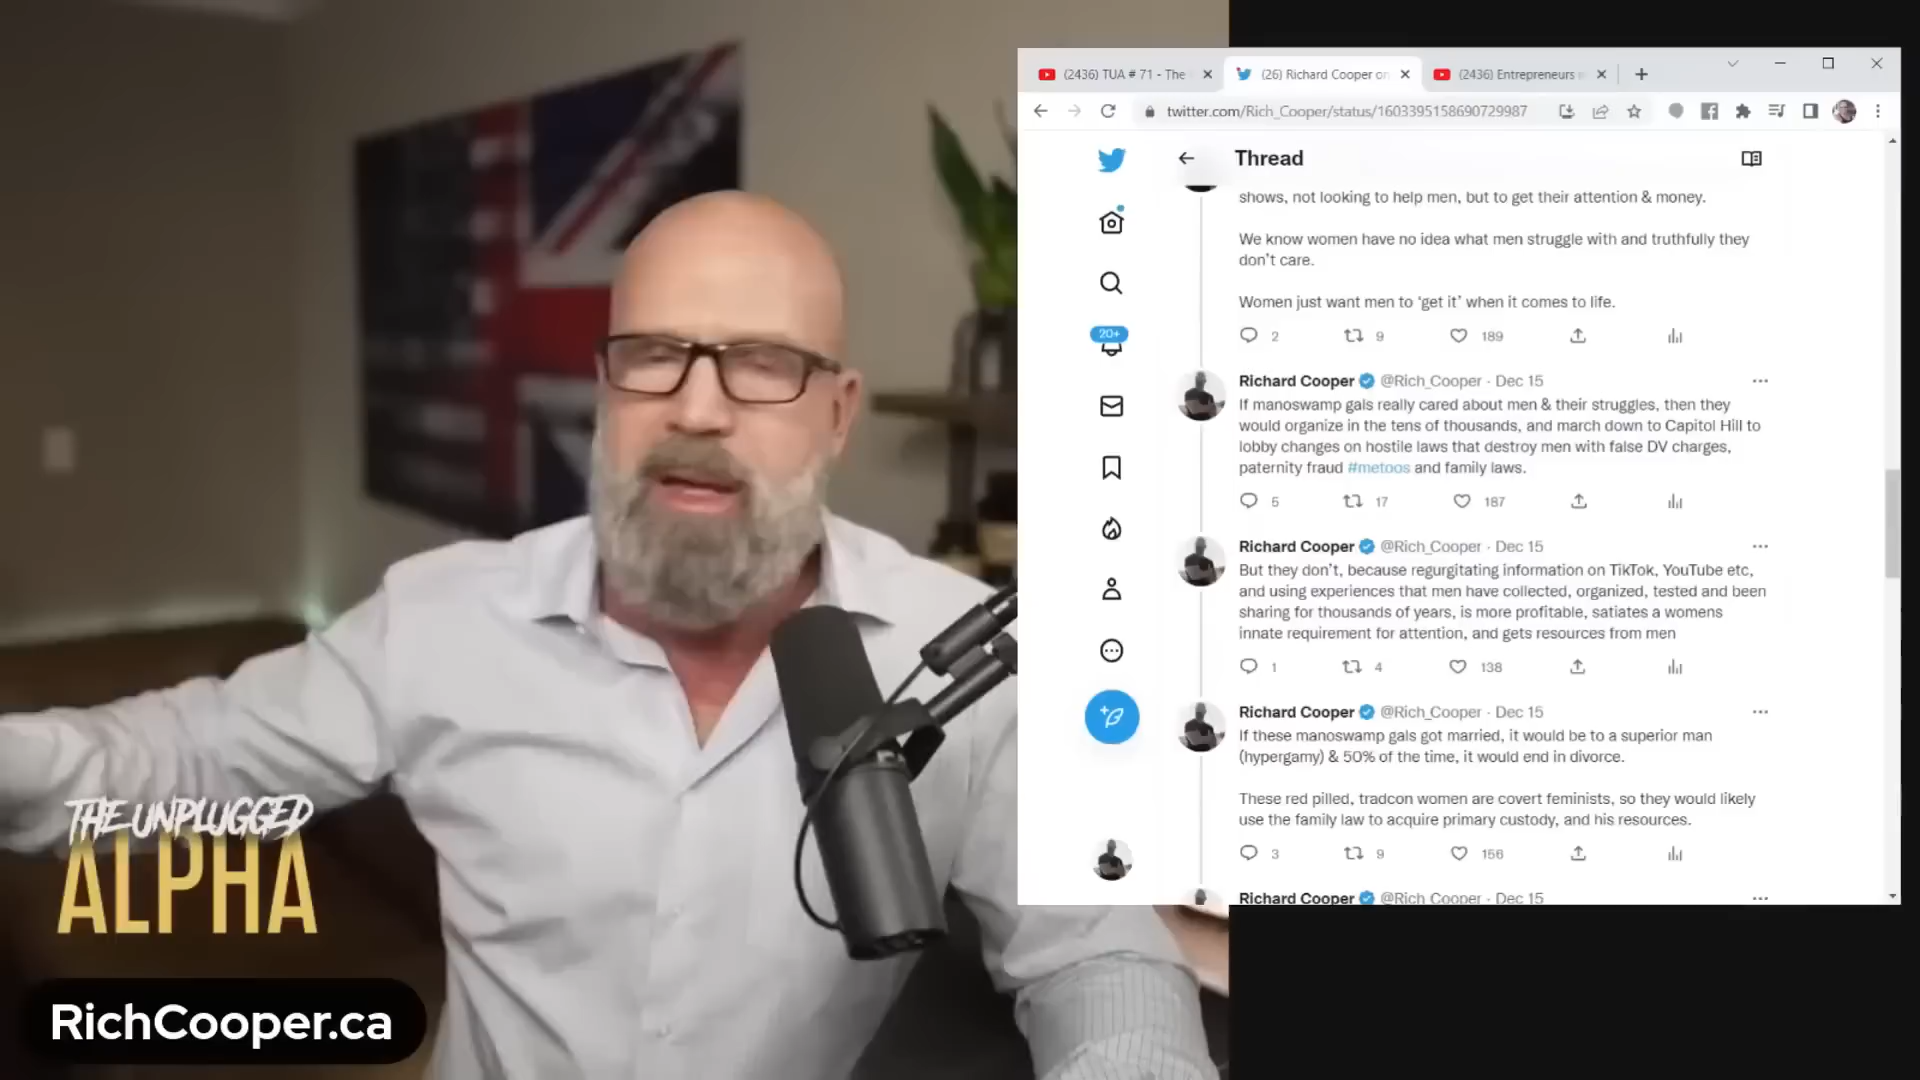 (2436) TUA # 71 - The
(26) Richard Cooper on
(2436) Entrepreneurs
twitter.com/Rich_Cooper/status/1603395158690729987
Thread
shows, not looking to help men, but to get their attention & money.
We know women have no idea what men struggle with and truthfully they
don't care.
Women just want men to ‘get it’ when it comes to life.
2 9 189
20+
Richard Cooper @Rich_Cooper · Dec 15
If manoswamp gals really cared about men & their struggles, then they
would organize in the tens of thousands, and march down to Capitol Hill to
lobby changes on hostile laws that destroy men with false DV charges,
paternity fraud #metoos and family laws.
5 17 187
Richard Cooper @Rich_Cooper · Dec 15
But they don't, because regurgitating information on TikTok, YouTube etc,
and using experiences that men have collected, organized, tested and been
sharing for thousands of years, is more profitable, satiates a womens
innate requirement for attention, and gets resources from men
1 4 138
Richard Cooper @Rich_Cooper · Dec 15
If these manoswamp gals got married, it would be to a superior man
(hypergamy) & 50% of the time, it would end in divorce.
These red pilled, tradcon women are covert feminists, so they would likely
use the family law to acquire primary custody, and his resources.
3 9 156
Richard Cooper @Rich_Cooper · Dec 15
THE UNPLUGGED
ALPHA
RichCooper.ca